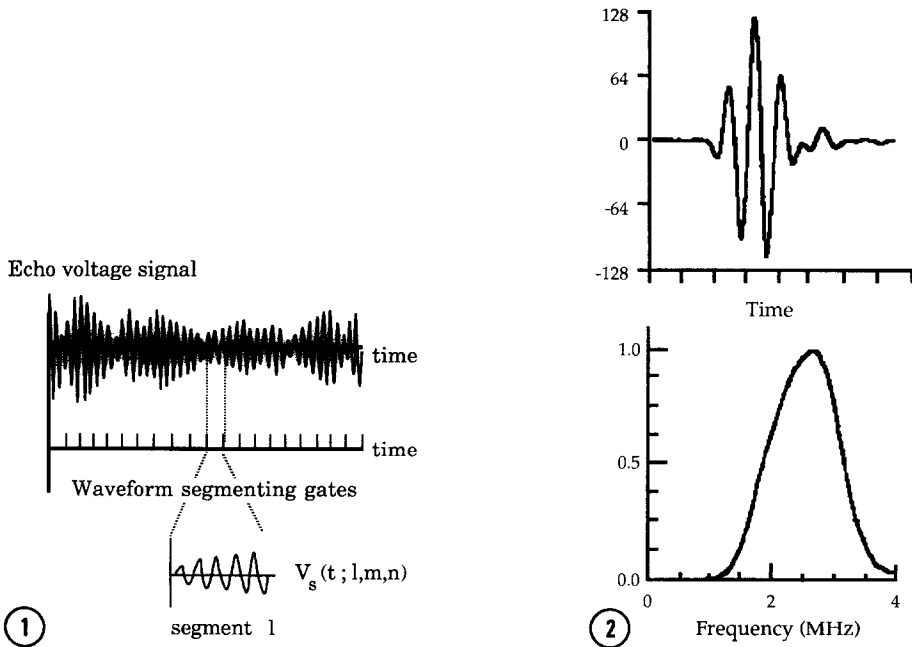 Echo voltage signal
time
time
Waveform segmenting gates
V_s (t ; l,m,n)
segment l
1
128
64
0
-64
-128
Time
1.0
0.5
0.0
0
2
4
Frequency (MHz)
2